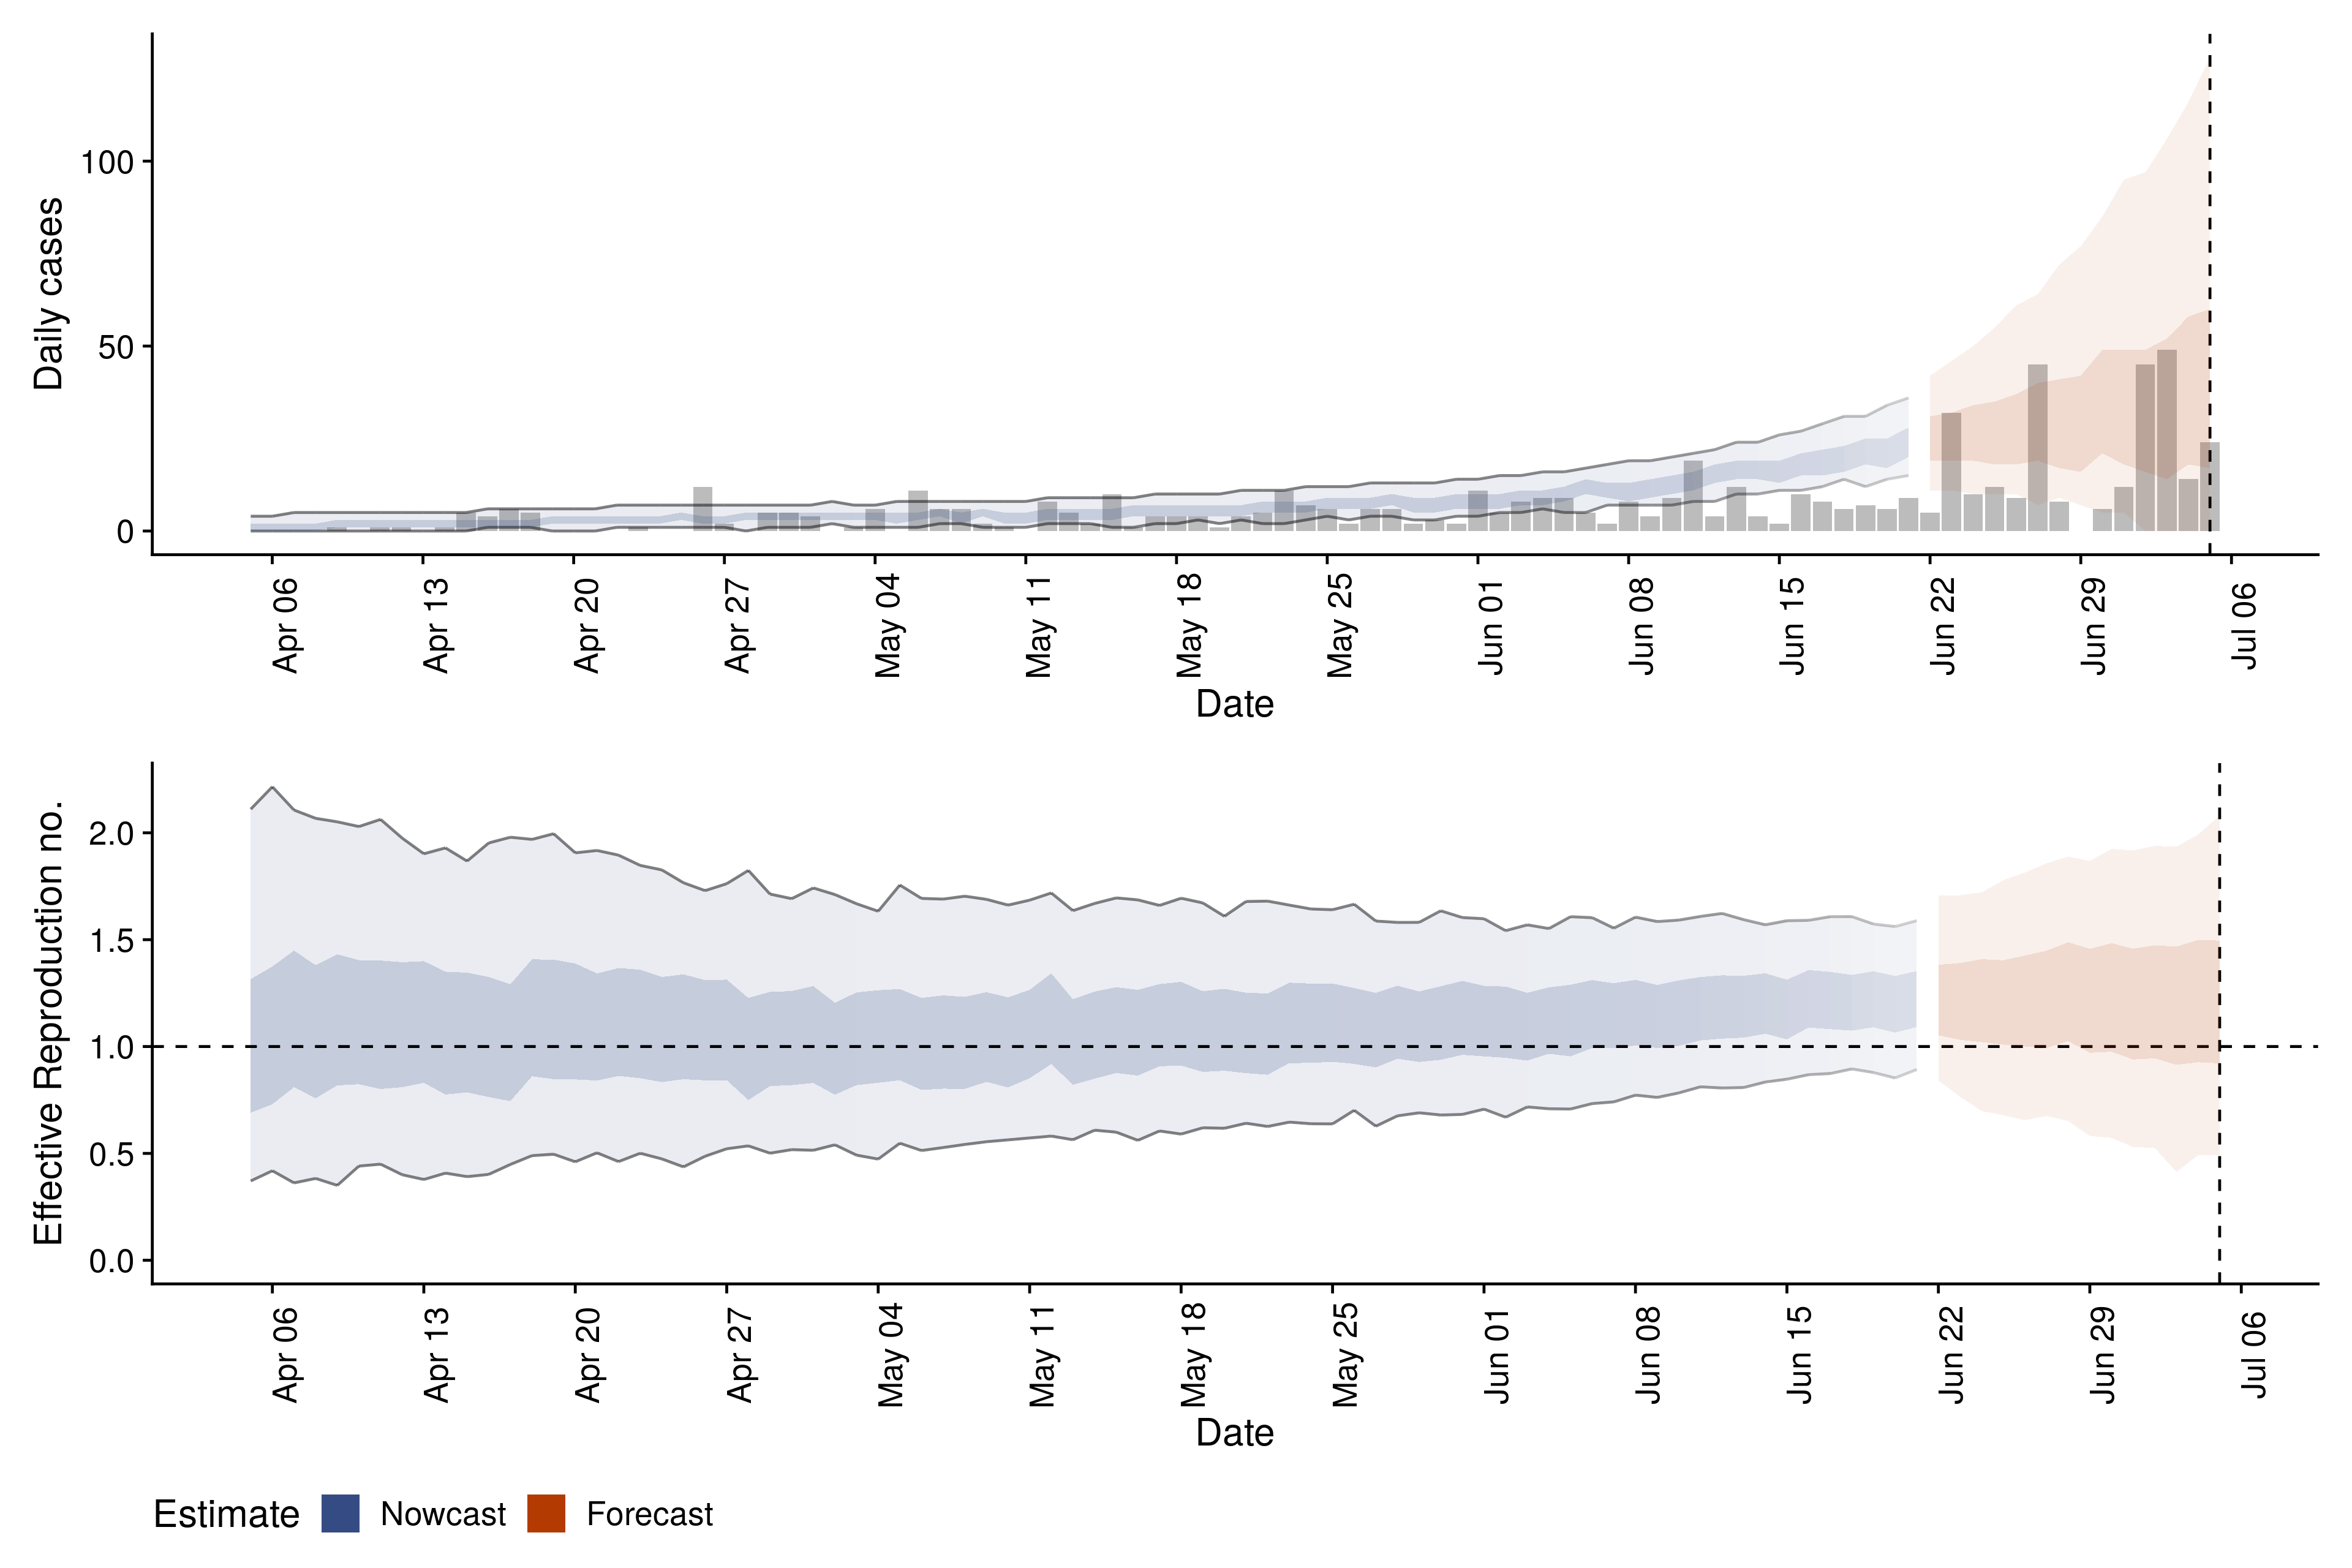 Daily cases
100
50
0
Apr 06
Apr 13
Apr 20
Apr 27
May 04
May 11
May 18
May 25
Jun 01
Jun 08
Jun 15
Jun 22
Jun 29
Jul 06
Date
Effective Reproduction no.
2.0
1.5
1.0
0.5
0.0
Apr 06
Apr 13
Apr 20
Apr 27
May 04
May 11
May 18
May 25
Jun 01
Jun 08
Jun 15
Jun 22
Jun 29
Jul 06
Date
Estimate Nowcast Forecast